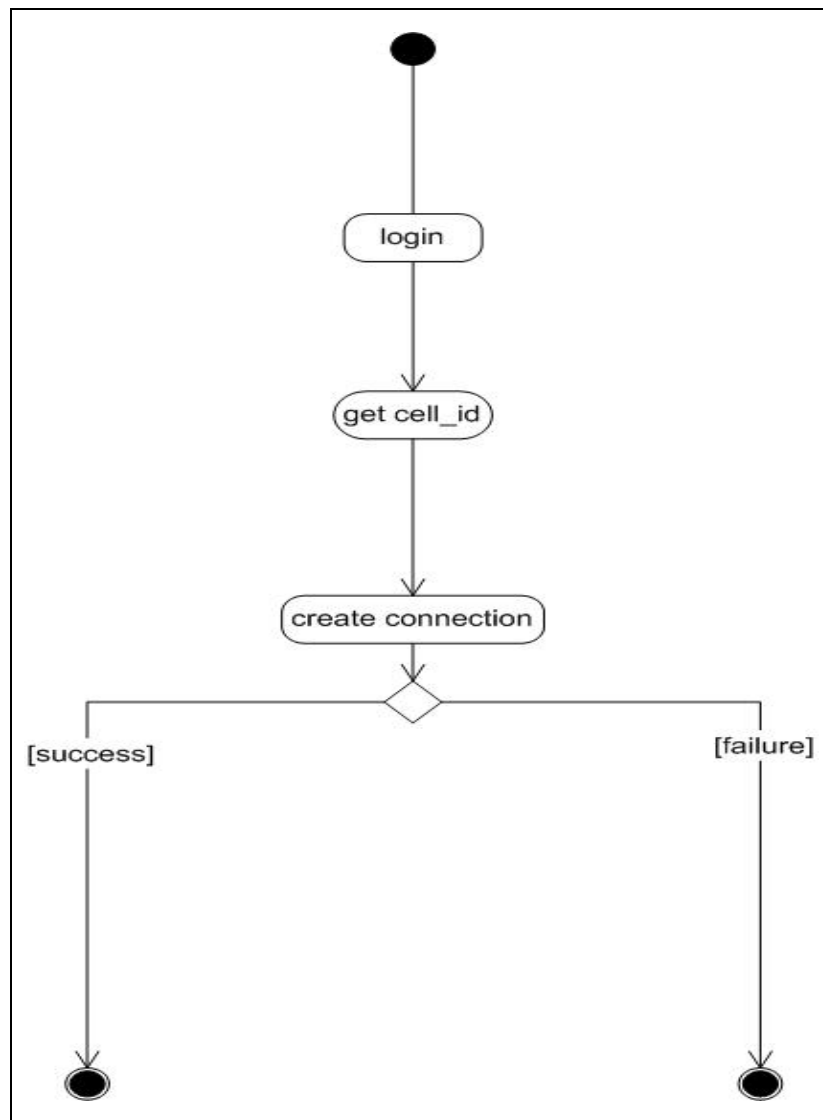 login
get cell_id
create connection
[success]
[failure]